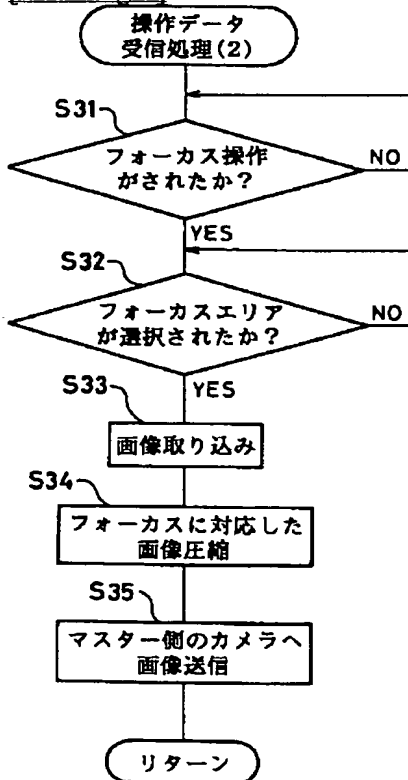 操作データ
受信処理(2)
S31
フォーカス操作
がされたか?
NO
YES
S32
フォーカスエリア
が選択されたか?
NO
YES
S33
画像取り込み
S34
フォーカスに対応した
画像圧縮
S35
マスター側のカメラへ
画像送信
リターン